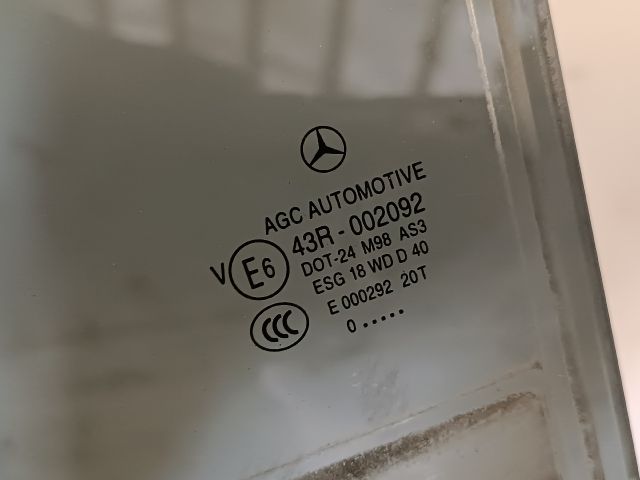 AGC AUTOMOTIVE
43R - 002092
V E6 DOT-24 M98 AS3
ESG 18 WD D 40
E 000292 20T
CCC 0 .....